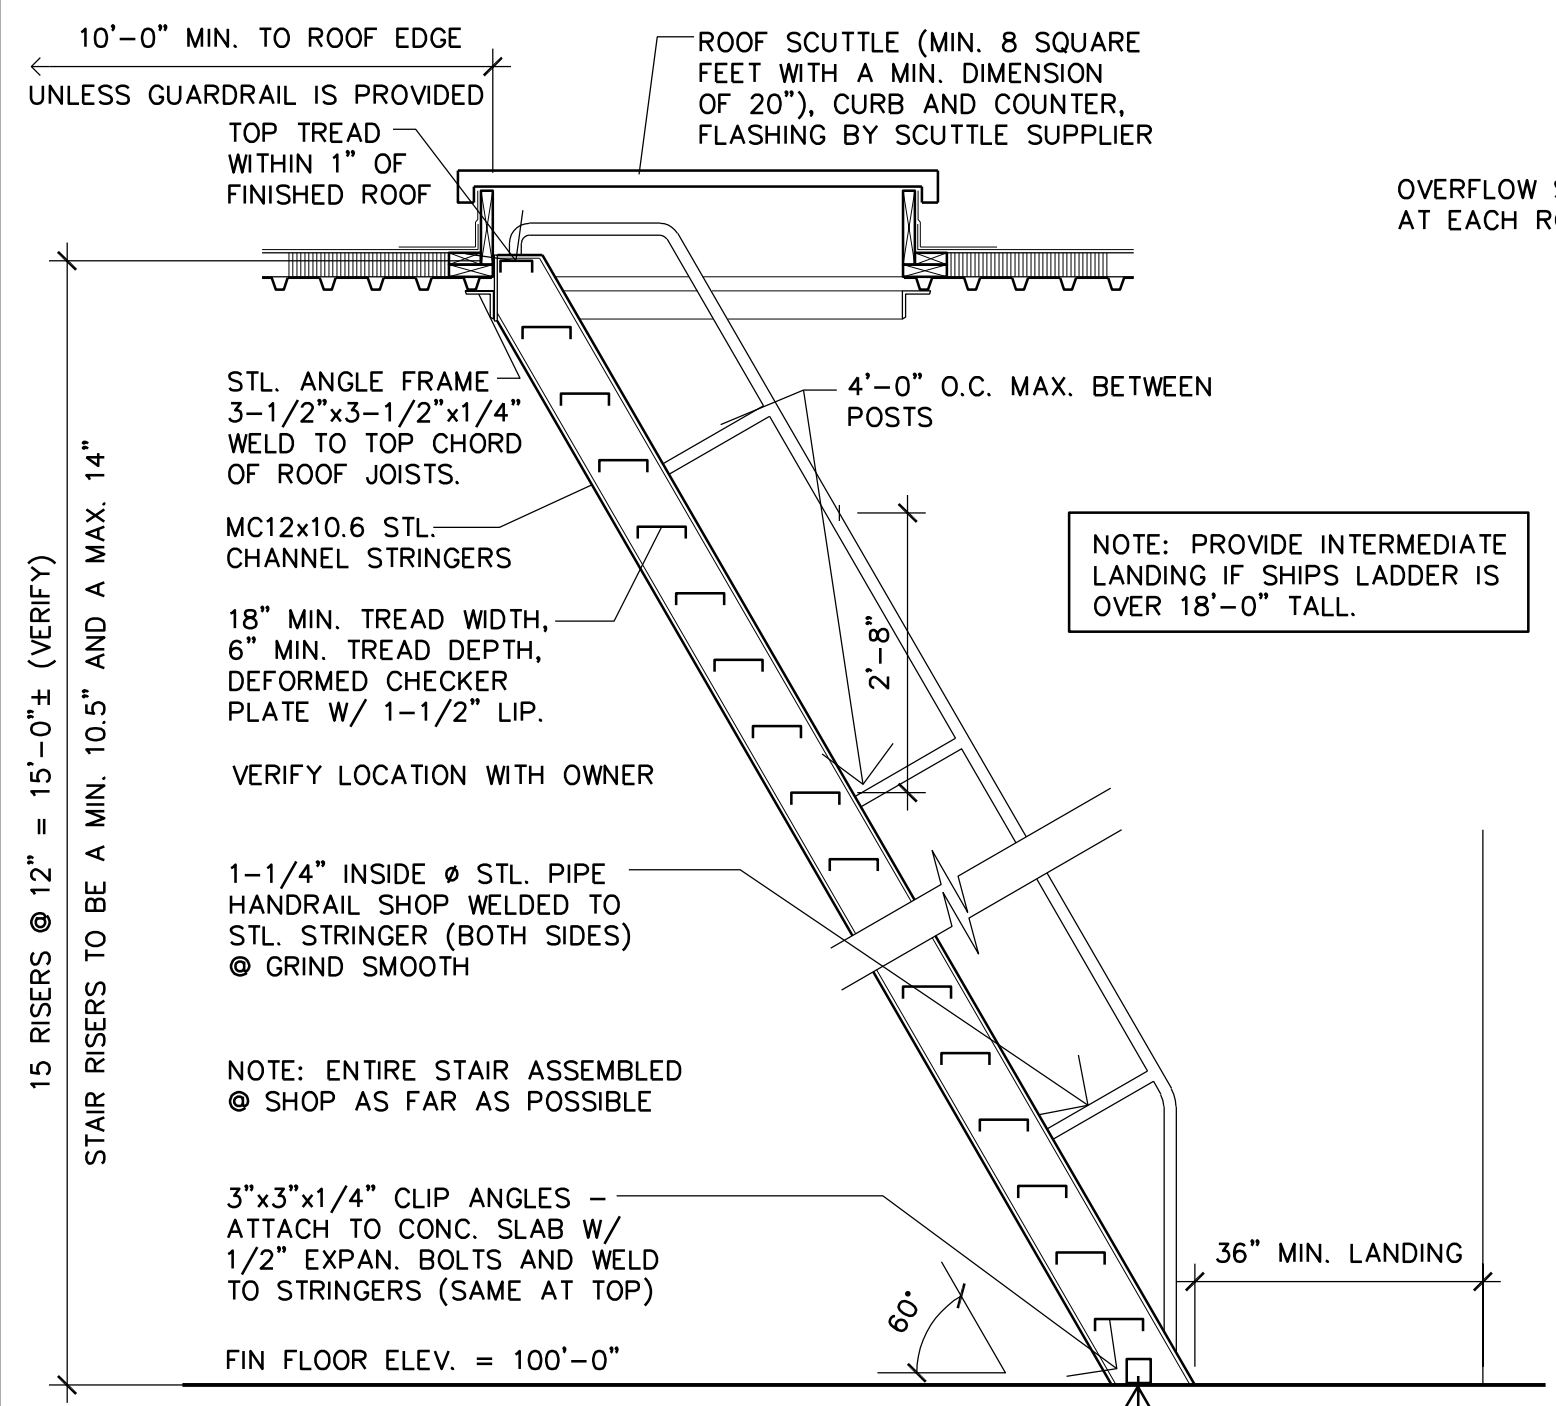 10'-0" MIN. TO ROOF EDGE
UNLESS GUARDRAIL IS PROVIDED
ROOF SCUTTLE (MIN. 8 SQUARE
FEET WITH A MIN. DIMENSION
OF 20"), CURB AND COUNTER,
FLASHING BY SCUTTLE SUPPLIER
TOP TREAD
WITHIN 1" OF
FINISHED ROOF
OVERFLOW
AT EACH
STL. ANGLE FRAME
3-1/2"x3-1/2"x1/4"
WELD TO TOP CHORD
OF ROOF JOISTS.
4'-0" O.C. MAX. BETWEEN
POSTS
MC12x10.6 STL.
CHANNEL STRINGERS
NOTE: PROVIDE INTERMEDIATE
LANDING IF SHIPS LADDER IS
OVER 18'-0" TALL.
18" MIN. TREAD WIDTH,
6" MIN. TREAD DEPTH,
DEFORMED CHECKER
PLATE W/ 1-1/2" LIP.
2'-8"
VERIFY LOCATION WITH OWNER
15 RISERS @ 12" = 15'-0"± (VERIFY)
STAIR RISERS TO BE A MIN. 10.5" AND A MAX. 14"
1-1/4" INSIDE ø STL. PIPE
HANDRAIL SHOP WELDED TO
STL. STRINGER (BOTH SIDES)
@ GRIND SMOOTH
NOTE: ENTIRE STAIR ASSEMBLED
@ SHOP AS FAR AS POSSIBLE
3"x3"x1/4" CLIP ANGLES -
ATTACH TO CONC. SLAB W/
1/2" EXPAN. BOLTS AND WELD
TO STRINGERS (SAME AT TOP)
36" MIN. LANDING
60°
FIN FLOOR ELEV. = 100'-0"